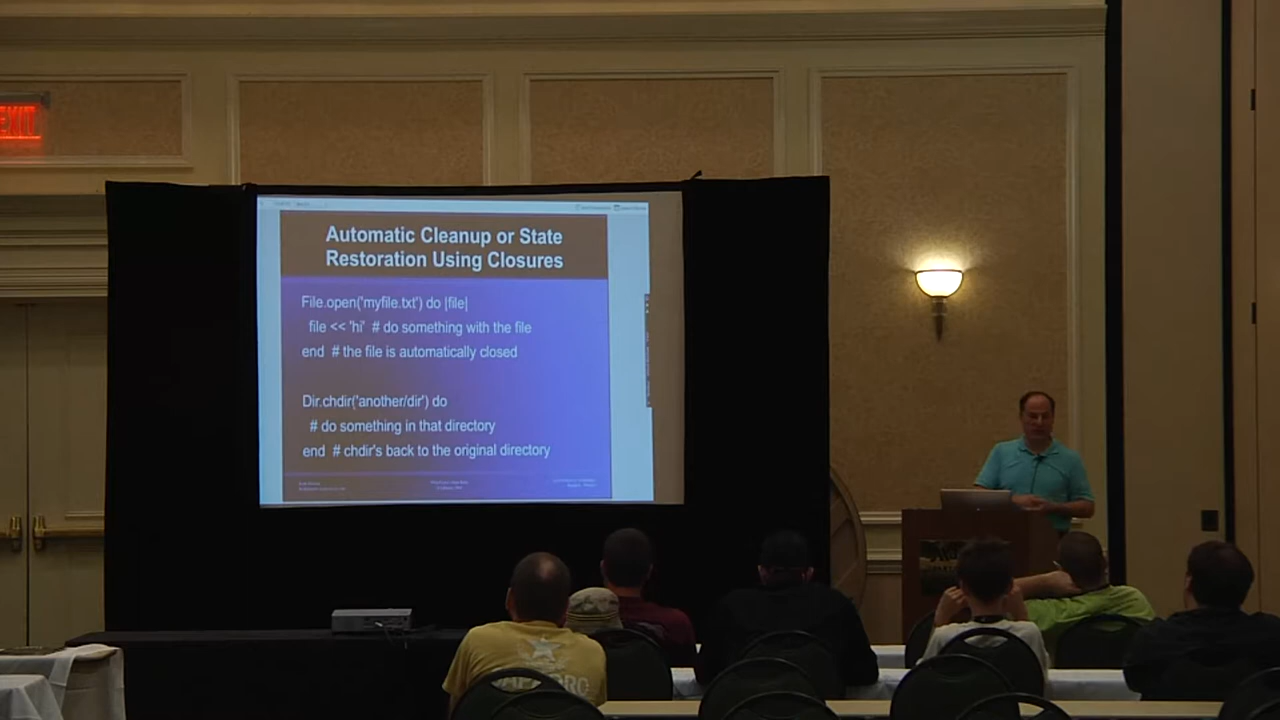 EXIT
Automatic Cleanup or State
Restoration Using Closures
File.open('myfile.txt') do |file|
file << 'hi' # do something with the file
end # the file is automatically closed
Dir.chdir('another/dir') do
# do something in that directory
end # chdir's back to the original directory